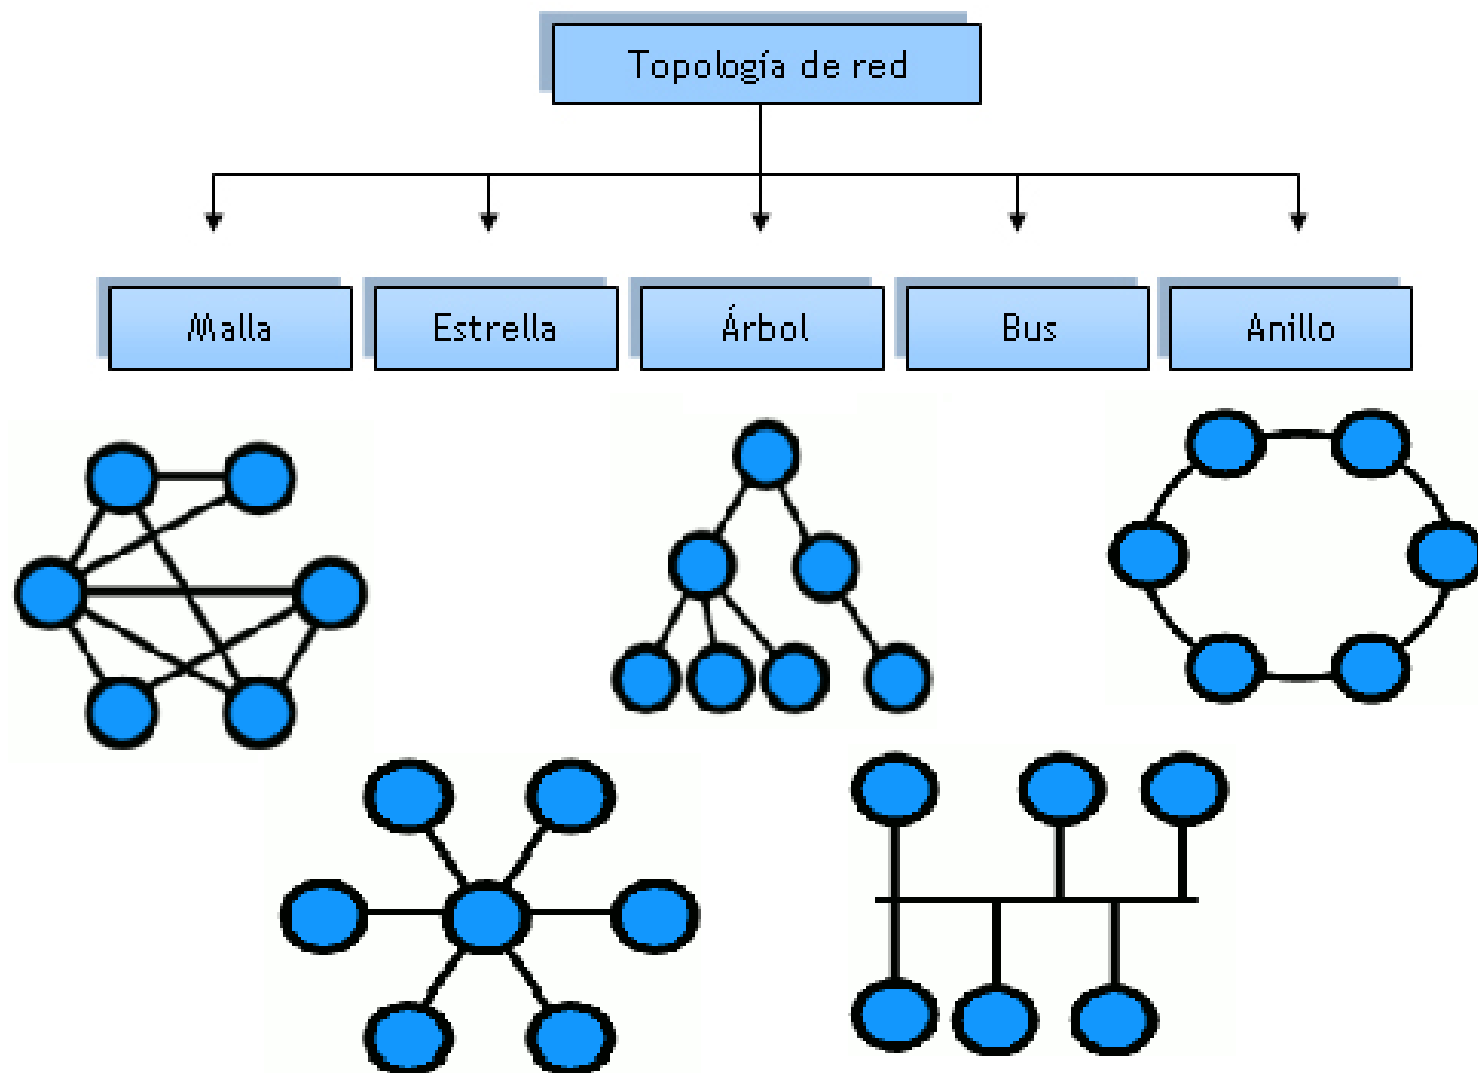 Topología de red
Malla
Estrella
Árbol
Bus
Anillo